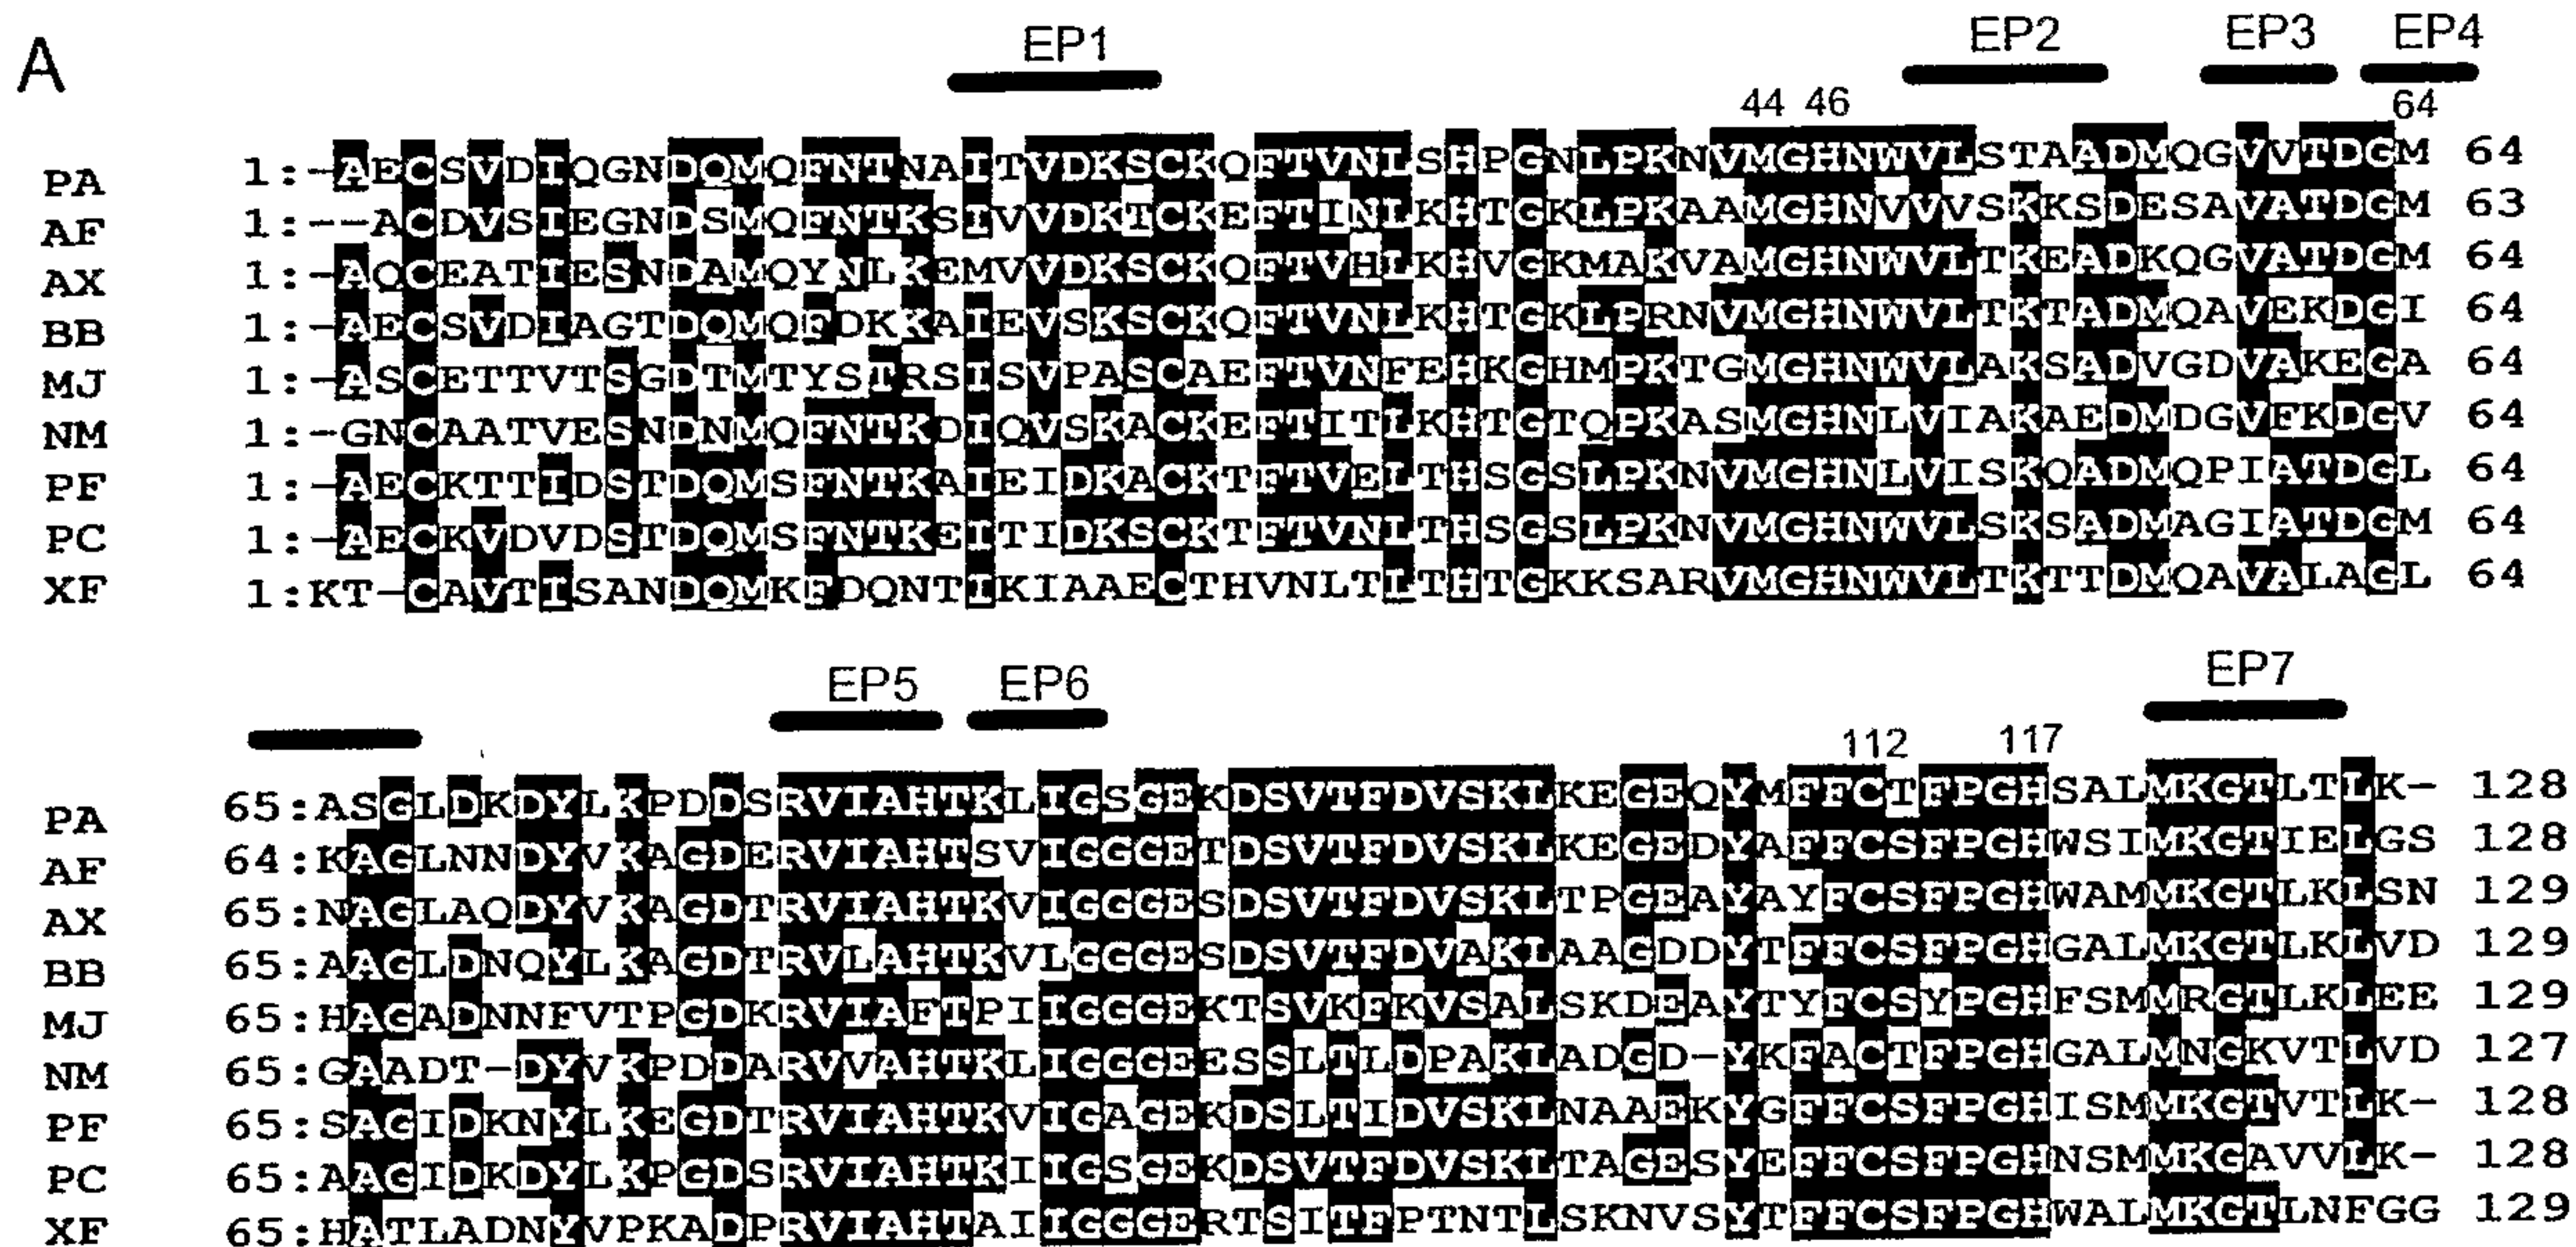 A
EP1 EP2 EP3 EP4
44 46 64
PA 1:-AECSVDIQGNDQMQFNTNAITVDKSCKQFTVNLSHPGNLPKNVMGHNWVLSTAADMQGVVTDGM 64
AF 1:--ACDVSIEGNDSMQFNTKSIVVDKTCKEFTINLKHTGKLPKAAMGHNVVVSKKSDESAVATDGM 63
AX 1:-AQCEATIESNDAMQYNLKEMVVDKSCKQFTVHLKHVGKMAKVAMGHNWVLTKEADKQGVATDGM 64
BB 1:-AECSVDIAGTDQMQFDKKAIEVSKSCKQFTVNLKHTGKLPRNVMGHNWVLTKTADMQAVEKDGI 64
MJ 1:-ASCETTVTSGDTMTYSTRSISVPASCAEFTVNFEHKGHMPKTGMGHNWVLAKSADVGDVAKEGA 64
NM 1:-GNCAATVESNDNMQFNTKDIQVSKACKEFTITLKHTGTQPKASMGHNLVIAKAEDMDGVFKDGV 64
PF 1:-AECKTTIDSTDQMSFNTKAIEIDKACKTFTVELTHSGSLPKNVMGHNLVISKQADMQPIATDGL 64
PC 1:-AECKVDVDSTDQMSFNTKEITIDKSCKTFTVNLTHSGSLPKNVMGHNWVLSKSADMAGIATDGM 64
XF 1:KT-CAVTISANDQMKFDQNTIKIAAECTHVNLTLTHTGKKSARVMGHNWVLTKTTDMQAVALAGL 64
EP5 EP6 EP7
112 117
PA 65:ASGLDKDYLKPDDSRVIAHTKLIGSGEKDSVTFDVSKLKEGEQYMFFCTFPGHSALMKGTLTLK- 128
AF 64:KAGLNNDYVKAGDERVIAHTSVIGGGETDSVTFDVSKLKEGEDYAFFCSFPGHWSIMKGTIELGS 128
AX 65:NAGLAQDYVKAGDTRVIAHTKVIGGGESDSVTFDVSKLTPGEAYAYFCSFPGHWAMMKGTLKLSN 129
BB 65:AAGLDNQYLKAGDTRVLAHTKVLGGGESDSVTFDVAKLAAGDDYTFFCSFPGHGALMKGTLKLVD 129
MJ 65:HAGADNNFVTPGDKRVIAFTPIIGGGEKTSVKFKVSALSKDEAYTYFCSYPGHFSMMRGTLKLEE 129
NM 65:GAADT-DYVKPDDARVVAHTKLIGGGEESSLTLDPAKLADGD-YKFACTFPGHGALMNGKVTLVD 127
PF 65:SAGIDKNYLKEGDTRVIAHTKVIGAGEKDSLTIDVSKLNAAEKYGFFCSFPGHISMMKGTVTLK- 128
PC 65:AAGIDKDYLKPGDSRVIAHTKIIGSGEKDSVTFDVSKLTAGESYEFFCSFPGHNSMMKGAVVLK- 128
XF 65:HATLADNYVPKADPRVIAHTAIIGGGERTSITFPTNTLSKNVSYTFFCSFPGHWALMKGTLNFGG 129